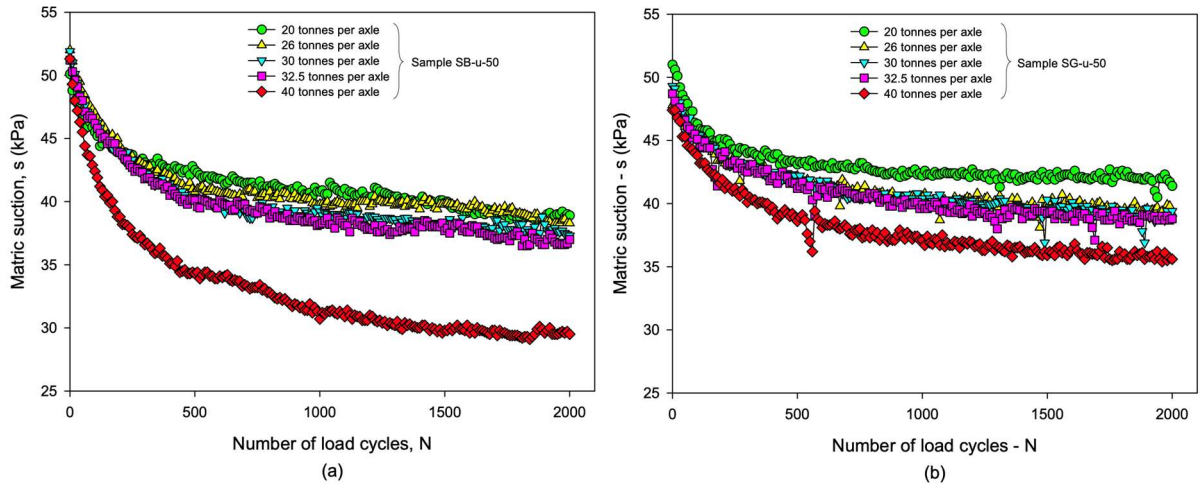 55
50
45
40
35
30
25
Matric suction, s (kPa)
20 tonnes per axle
26 tonnes per axle
30 tonnes per axle
32.5 tonnes per axle
40 tonnes per axle
Sample SB-u-50
0
500
1000
1500
2000
Number of load cycles, N
(a)
55
50
45
40
35
30
25
Matric suction - s (kPa)
20 tonnes per axle
26 tonnes per axle
30 tonnes per axle
32.5 tonnes per axle
40 tonnes per axle
Sample SG-u-50
0
500
1000
1500
2000
Number of load cycles - N
(b)